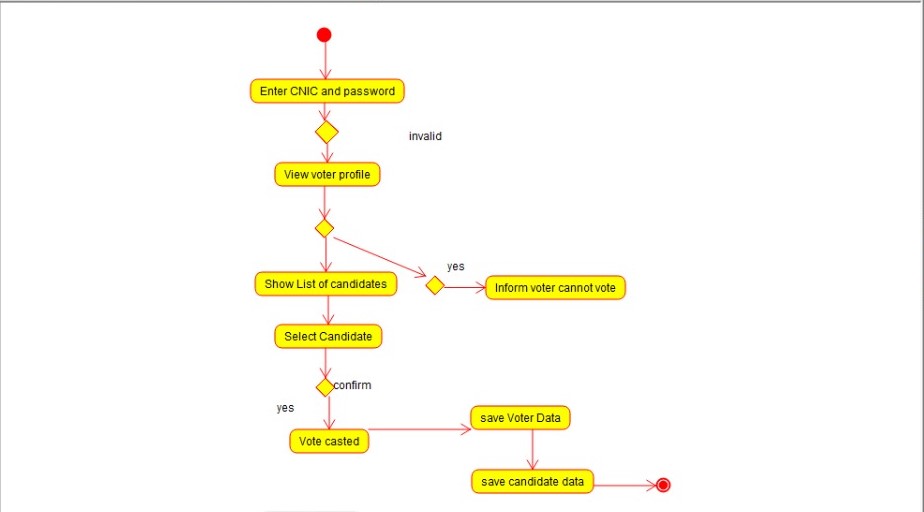 Enter CNIC and password
invalid
View voter profile
yes
Show List of candidates
Inform voter cannot vote
Select Candidate
confirm
yes
save Voter Data
Vote casted
save candidate data